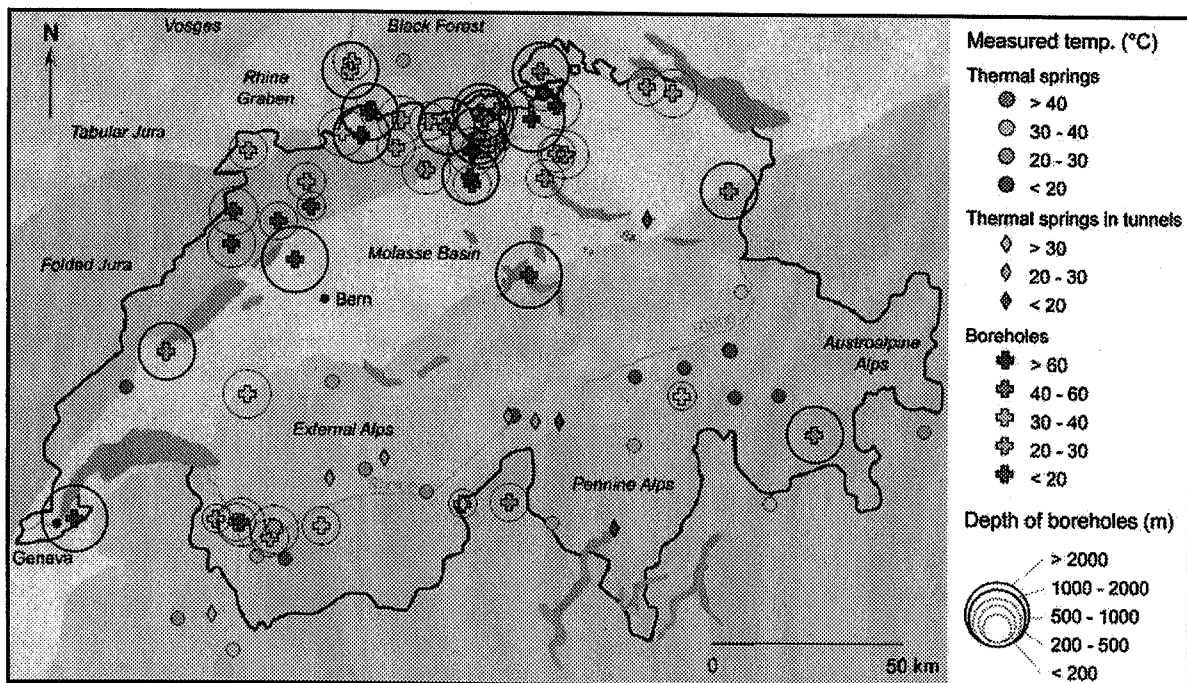 N
Vosges
Black Forest
Rhine
Graben
Tabular Jura
Folded Jura
Molasse Basin
Bern
Austroalpine
Alps
External Alps
Pennine Alps
Geneva
0
50 km
Measured temp. (°C)
Thermal springs
> 40
30 - 40
20 - 30
< 20
Thermal springs in tunnels
> 30
20 - 30
< 20
Boreholes
> 60
40 - 60
30 - 40
20 - 30
< 20
Depth of boreholes (m)
> 2000
1000 - 2000
500 - 1000
200 - 500
< 200